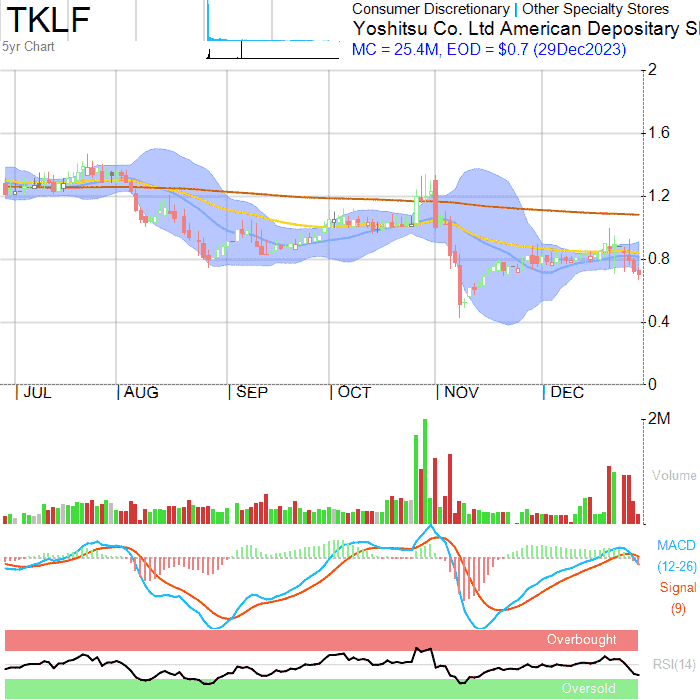 TKLF
5yr Chart
Consumer Discretionary | Other Specialty Stores
Yoshitsu Co. Ltd American Depositary S
MC = 25.4M, EOD = $0.7 (29Dec2023)
2
1.6
1.2
0.8
0.4
0
JUL AUG SEP OCT NOV DEC
2M
Volume
MACD
(12-26)
Signal
(9)
Overbought
RSI(14)
Oversold